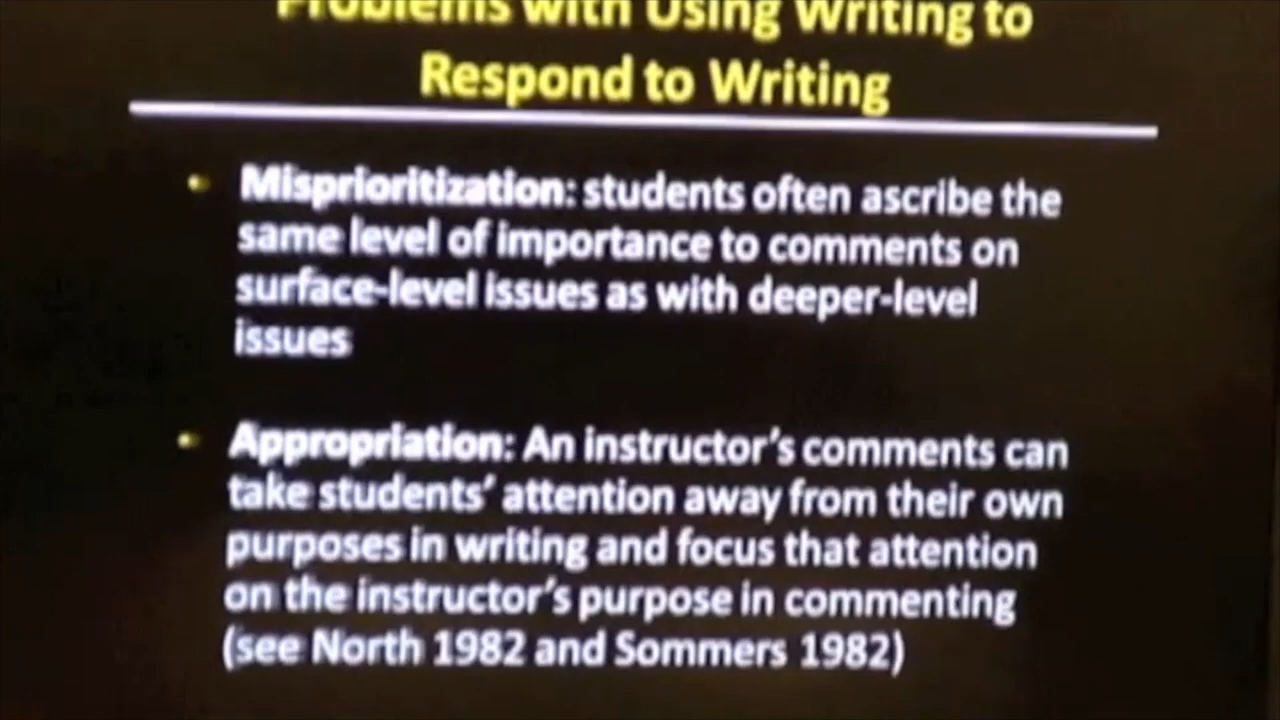 Problems with Using Writing to
Respond to Writing
Misprioritization: students often ascribe the
same level of importance to comments on
surface-level issues as with deeper-level
issues
Appropriation: An instructor's comments can
take students' attention away from their own
purposes in writing and focus that attention
on the instructor's purpose in commenting
(see North 1982 and Sommers 1982)